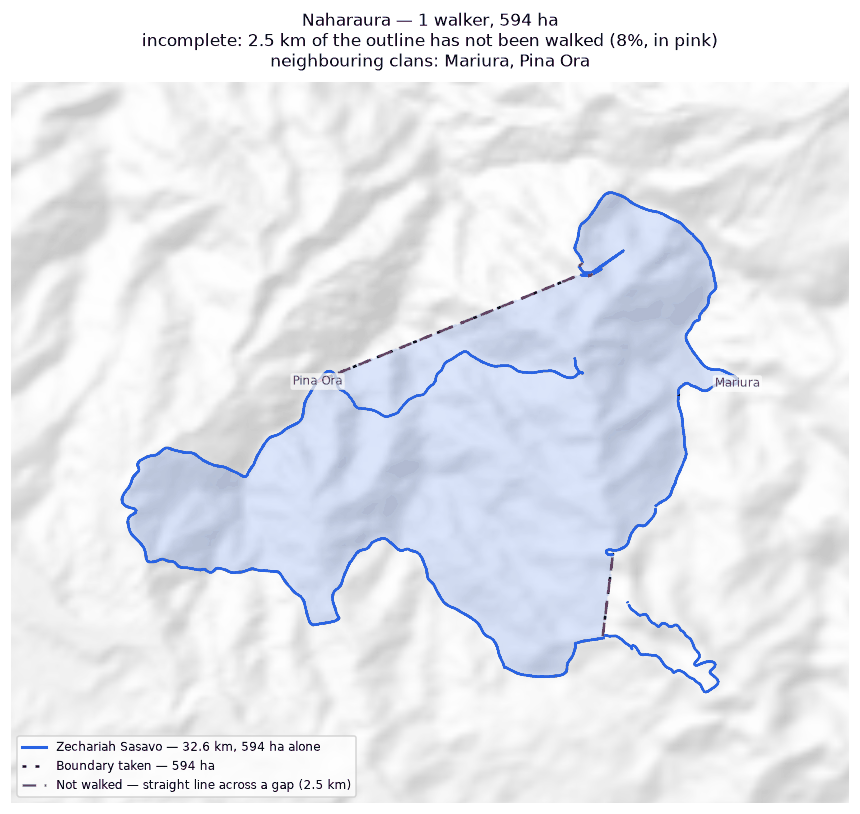 Naharaura — 1 walker, 594 ha
incomplete: 2.5 km of the outline has not been walked (8%, in pink)
neighbouring clans: Mariura, Pina Ora
Pina Ora
Mariura
Zechariah Sasavo — 32.6 km, 594 ha alone
Boundary taken — 594 ha
Not walked — straight line across a gap (2.5 km)